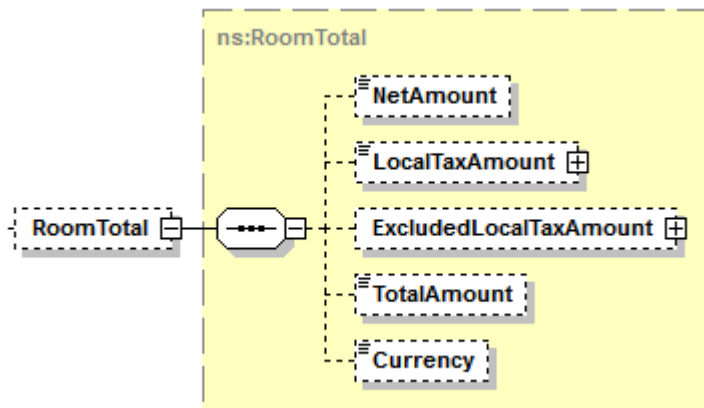 ns:RoomTotal
NetAmount
LocalTaxAmount
RoomTotal
ExcludedLocalTaxAmount
TotalAmount
Currency